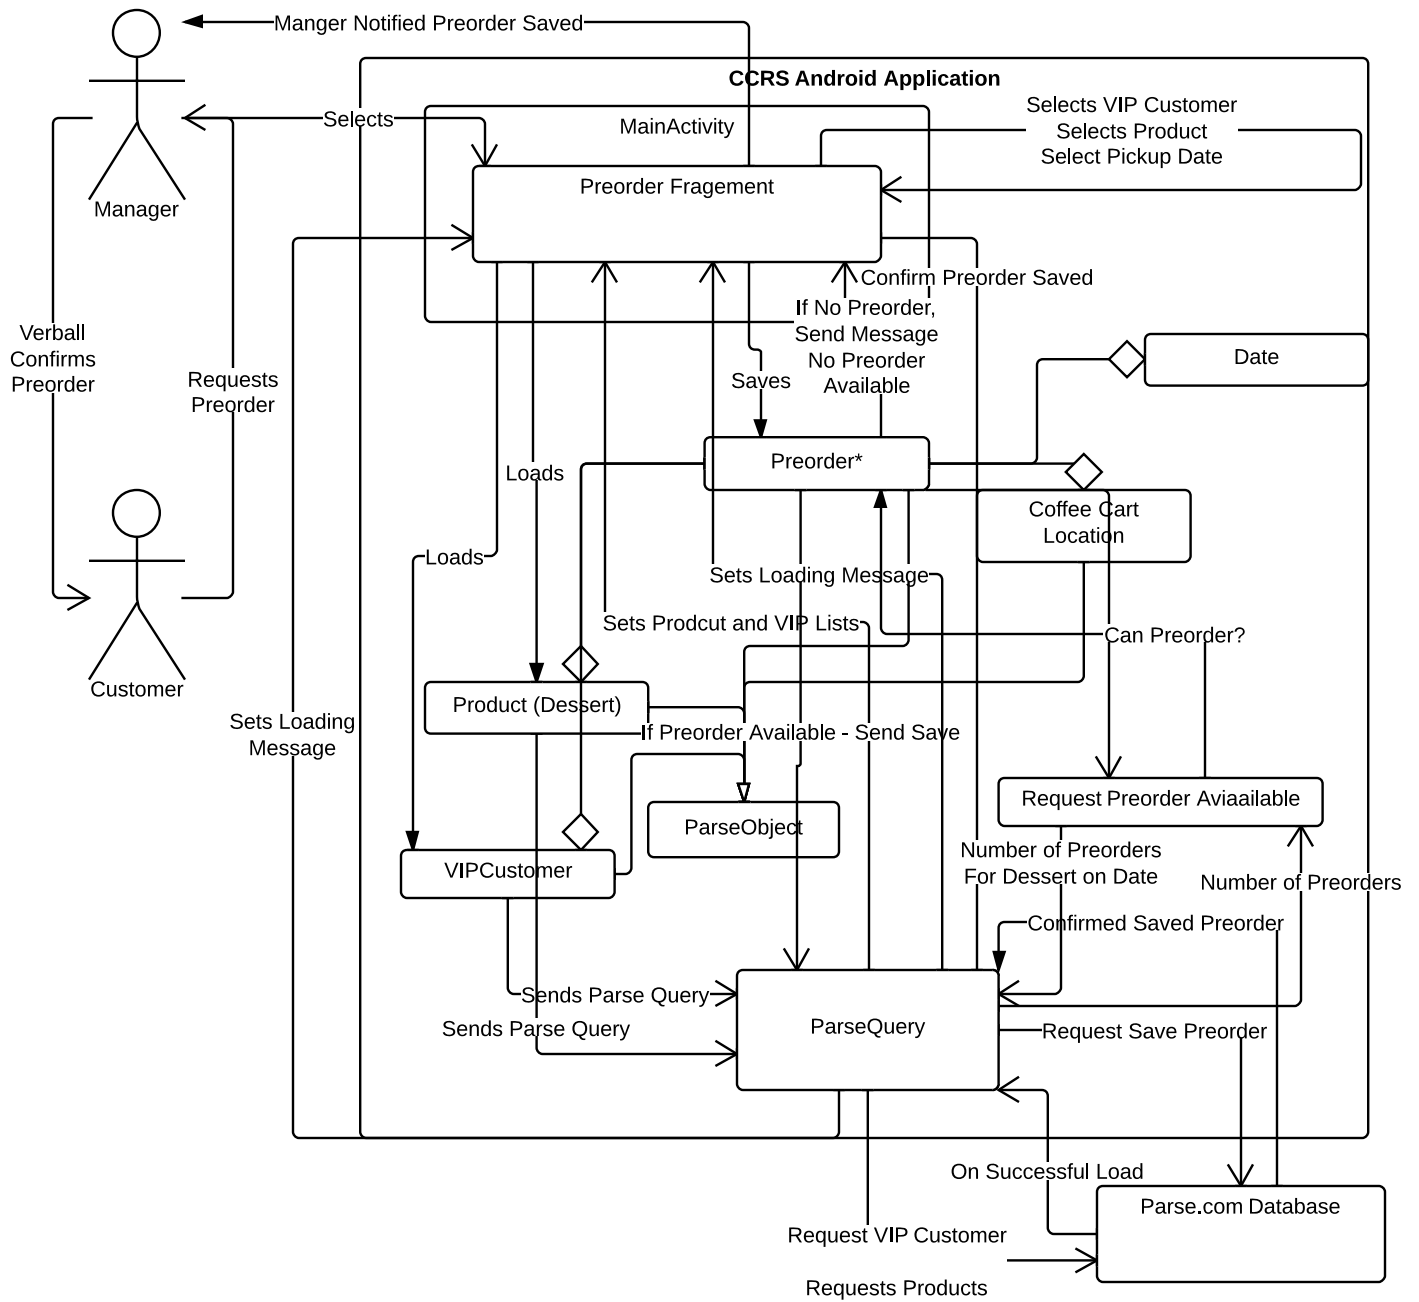 Manger Notified Preorder Saved
CCRS Android Application
Selects
MainActivity
Selects VIP Customer
Selects Product
Select Pickup Date
Preorder Fragement
Manager
Confirm Preorder Saved
If No Preorder,
Send Message
No Preorder
Available
Verball
Confirms
Preorder
Requests
Preorder
Date
Saves
Preorder*
Loads
Coffee Cart
Location
Loads
Sets Loading Message
Sets Prodcut and VIP Lists
Can Preorder?
Customer
Product (Dessert)
Sets Loading
Message
If Preorder Available - Send Save
Request Preorder Aviaailable
ParseObject
VIPCustomer
Number of Preorders
For Dessert on Date
Number of Preorders
Confirmed Saved Preorder
Sends Parse Query
Sends Parse Query
ParseQuery
Request Save Preorder
On Successful Load
Parse.com Database
Request VIP Customer
Requests Products